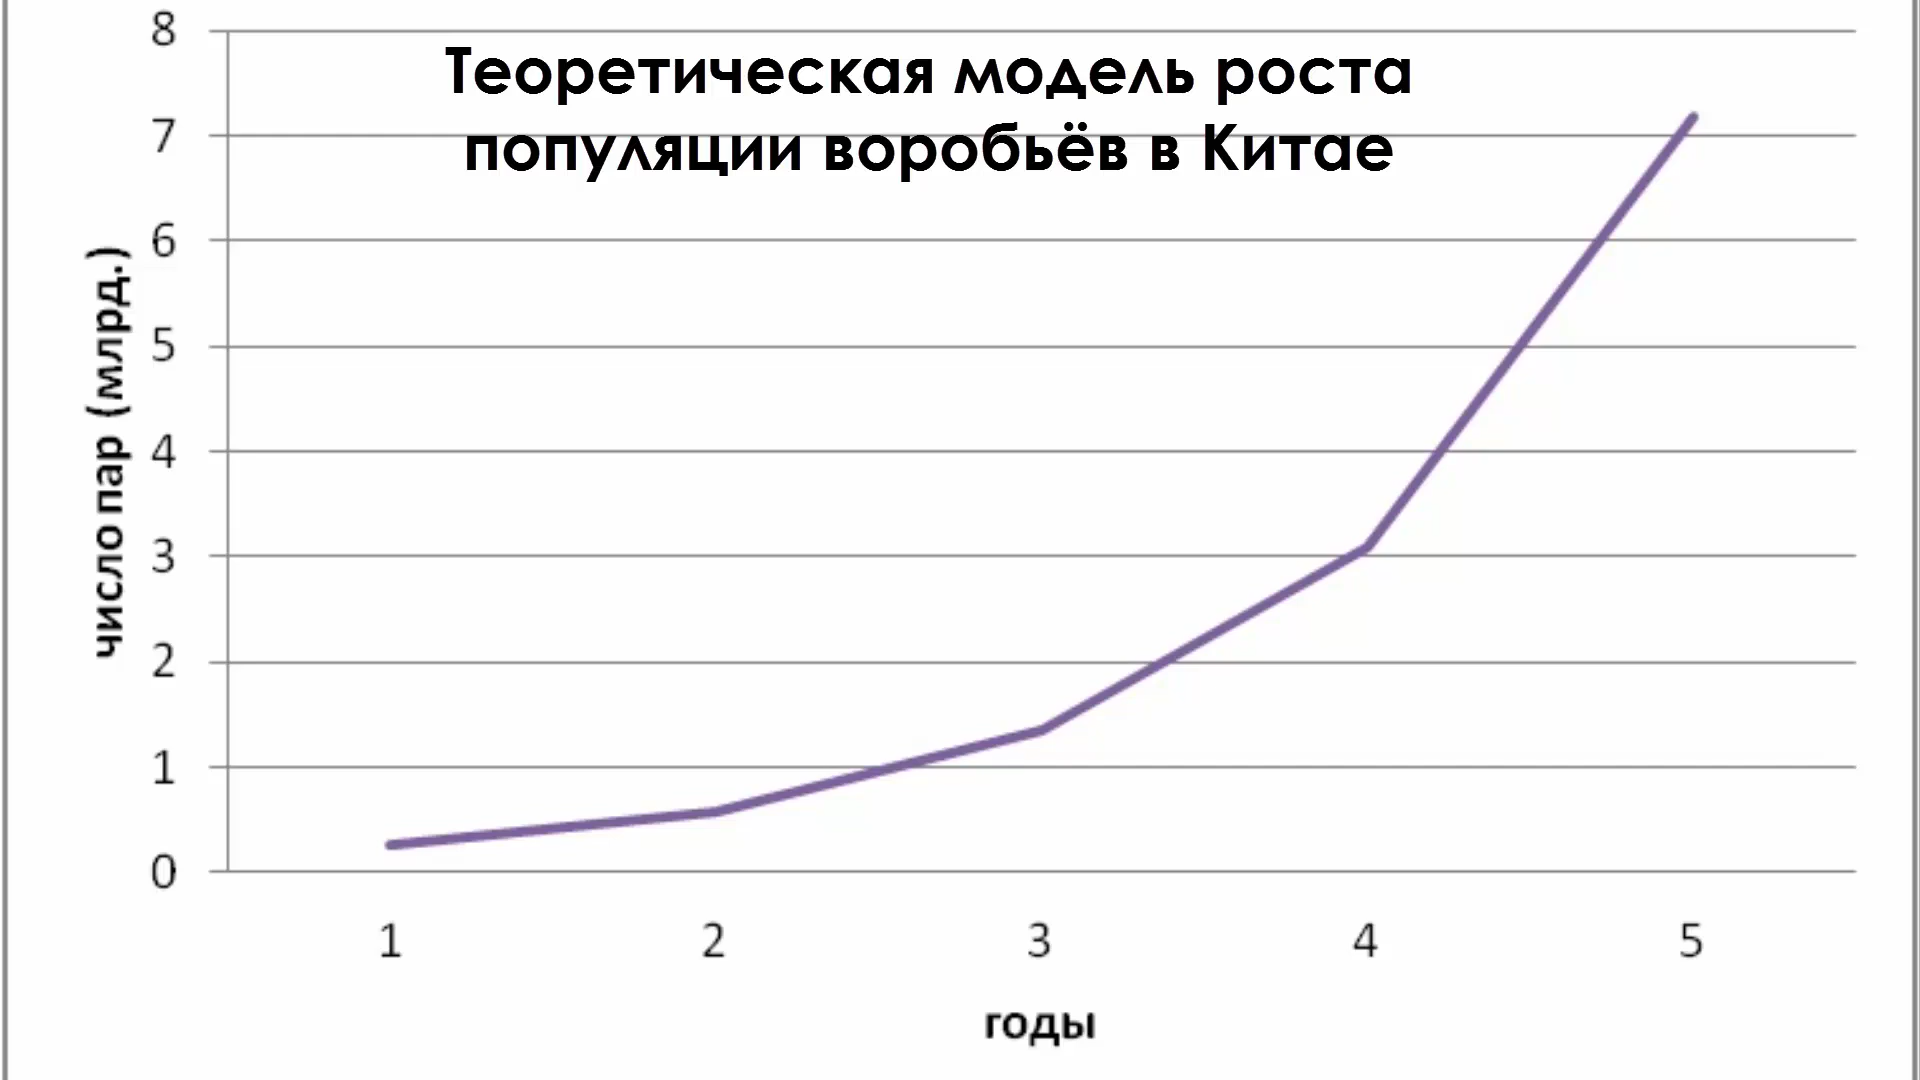 Теоретическая модель роста
популяции воробьёв в Китае
число пар (млрд.)
8
7
6
5
4
3
2
1
0
1 2 3 4 5
годы